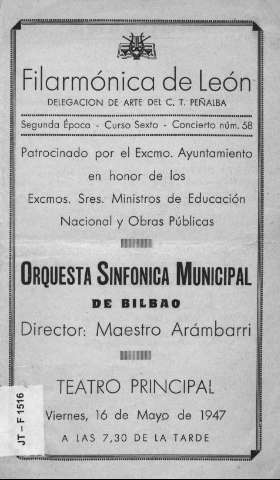 Filarmónica de León
DELEGACION DE ARTE DEL C. T. PEÑALBA
Segunda Época - Curso Sexto - Concierto núm. 58
Patrocinado por el Excmo. Ayuntamiento
en honor de los
Excmos. Sres. Ministros de Educación
Nacional y Obras Públicas
ORQUESTA SINFONICA MUNICIPAL
DE BILBAO
Director: Maestro Arámbarri
TEATRO PRINCIPAL
Viernes, 16 de Mayo de 1947
A LAS 7,30 DE LA TARDE
JT - F 1516